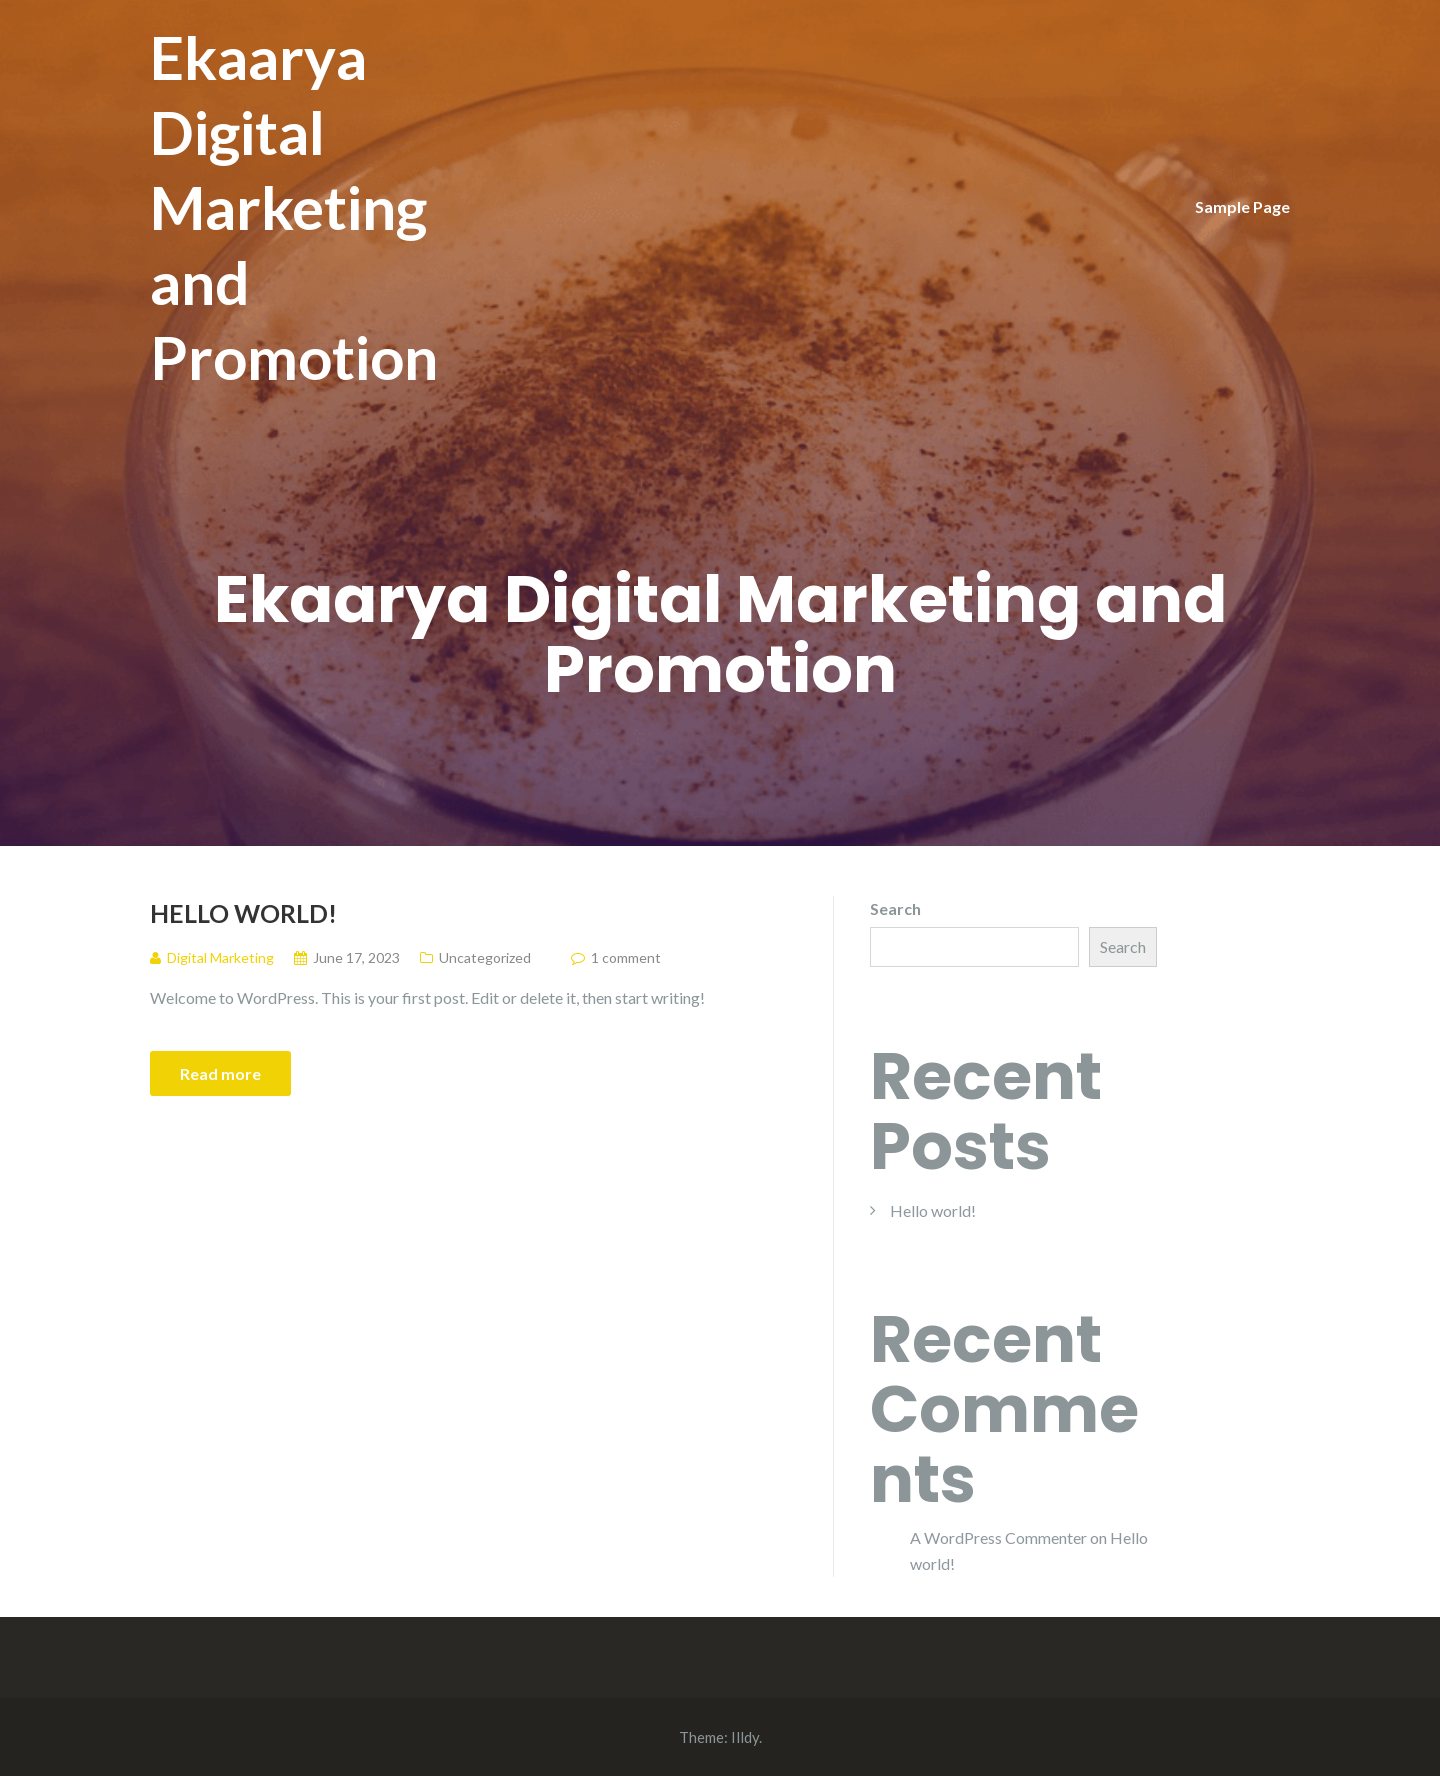 Ekaarya
Digital
Marketing
and
Promotion
Sample Page
Ekaarya Digital Marketing and
Promotion
HELLO WORLD!
Digital Marketing June 17, 2023 Uncategorized 1 comment
Welcome to WordPress. This is your first post. Edit or delete it, then start writing!
Read more
Search
Search
Recent
Posts
Hello world!
Recent
Comme
nts
A WordPress Commenter on Hello
world!
Theme: Illdy.